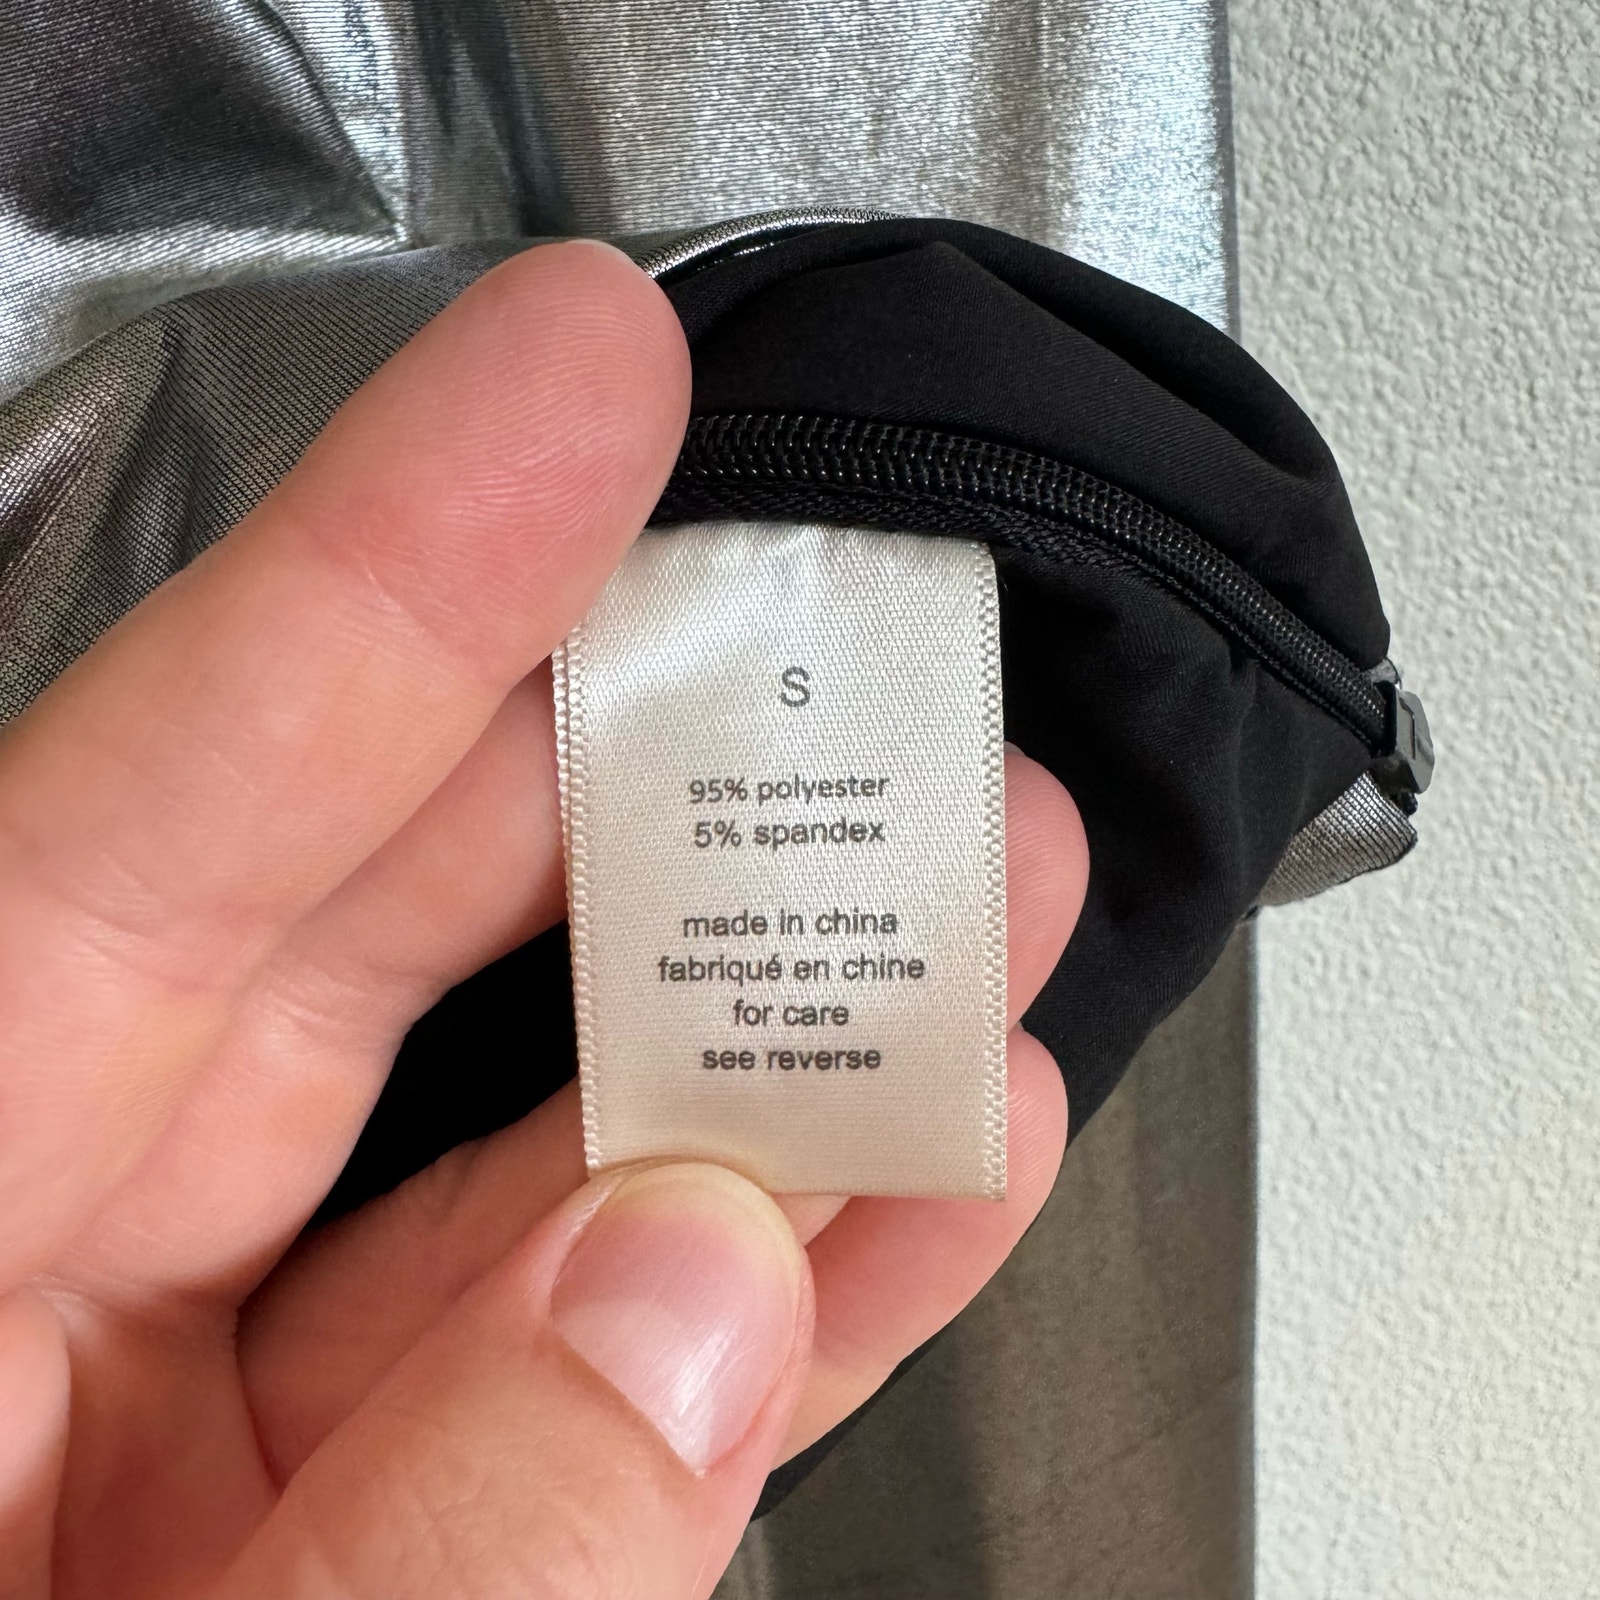 S
95% polyester
5% spandex
made in china
fabriqué en chine
for care
see reverse